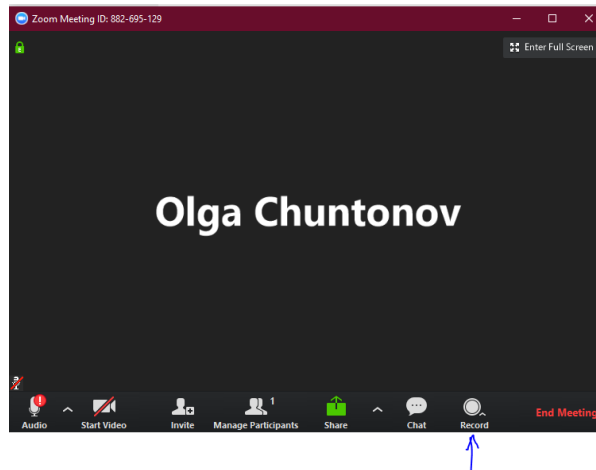 Zoom Meeting ID: 882-695-129
Enter Full Screen
Olga Chuntonov
1
Audio Start Video Invite Manage Participants Share Chat Record End Meeting